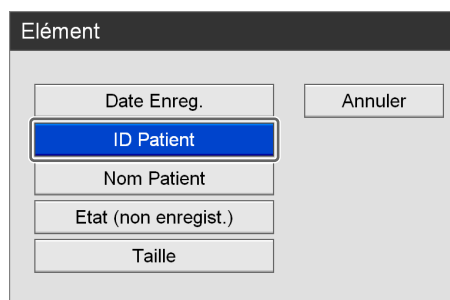 Elément
Date Enreg.
Annuler
ID Patient
Nom Patient
Etat (non enregist.)
Taille